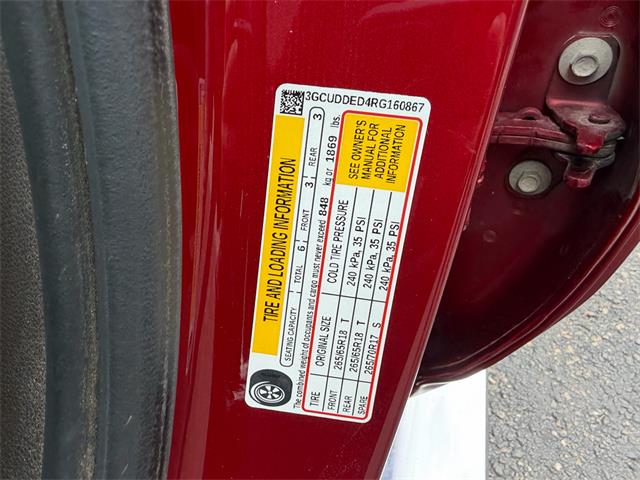 3GCUDDED4RG160867
TIRE AND LOADING INFORMATION
SEATING CAPACITY TOTAL 6 FRONT 3 REAR 3
The combined weight of occupants and cargo must never exceed 848 kg or 1869 lbs.
TIRE ORIGINAL SIZE COLD TIRE PRESSURE
FRONT 265/65R18 T 240 kPa, 35 PSI
REAR 265/65R18 T 240 kPa, 35 PSI
SPARE 265/70R17 S 240 kPa, 35 PSI
SEE OWNER'S
MANUAL FOR
ADDITIONAL
INFORMATION